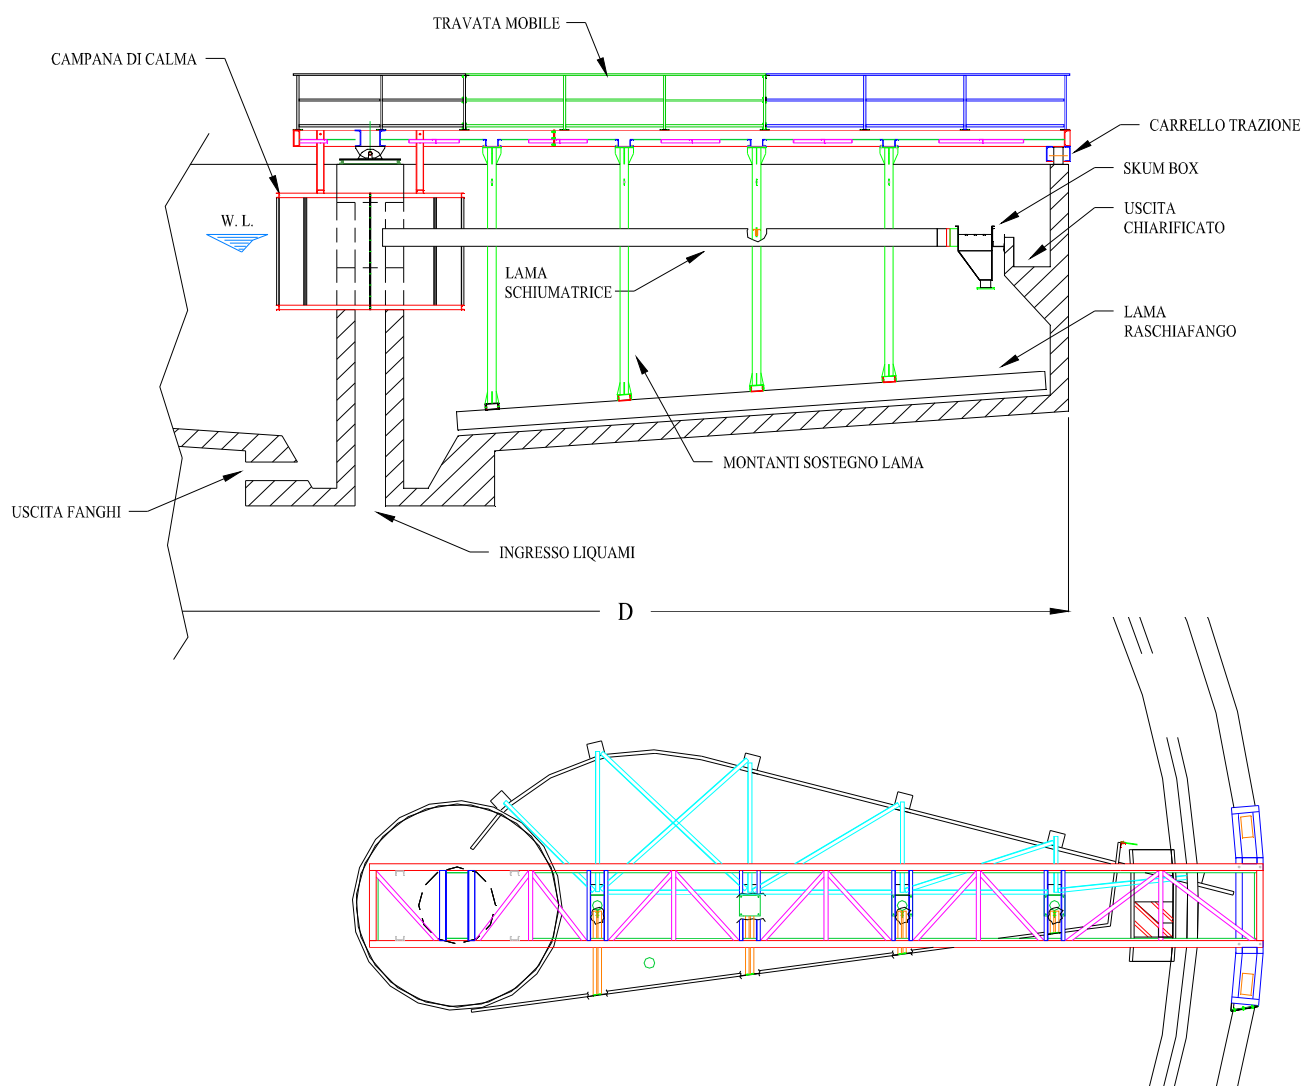 TRAVATA MOBILE
CAMPANA DI CALMA
CARRELLO TRAZIONE
SKUM BOX
USCITA
CHIARIFICATO
W. L.
LAMA
SCHIUMATRICE
LAMA
RASCHIAFANGO
MONTANTI SOSTEGNO LAMA
USCITA FANGHI
INGRESSO LIQUAMI
D